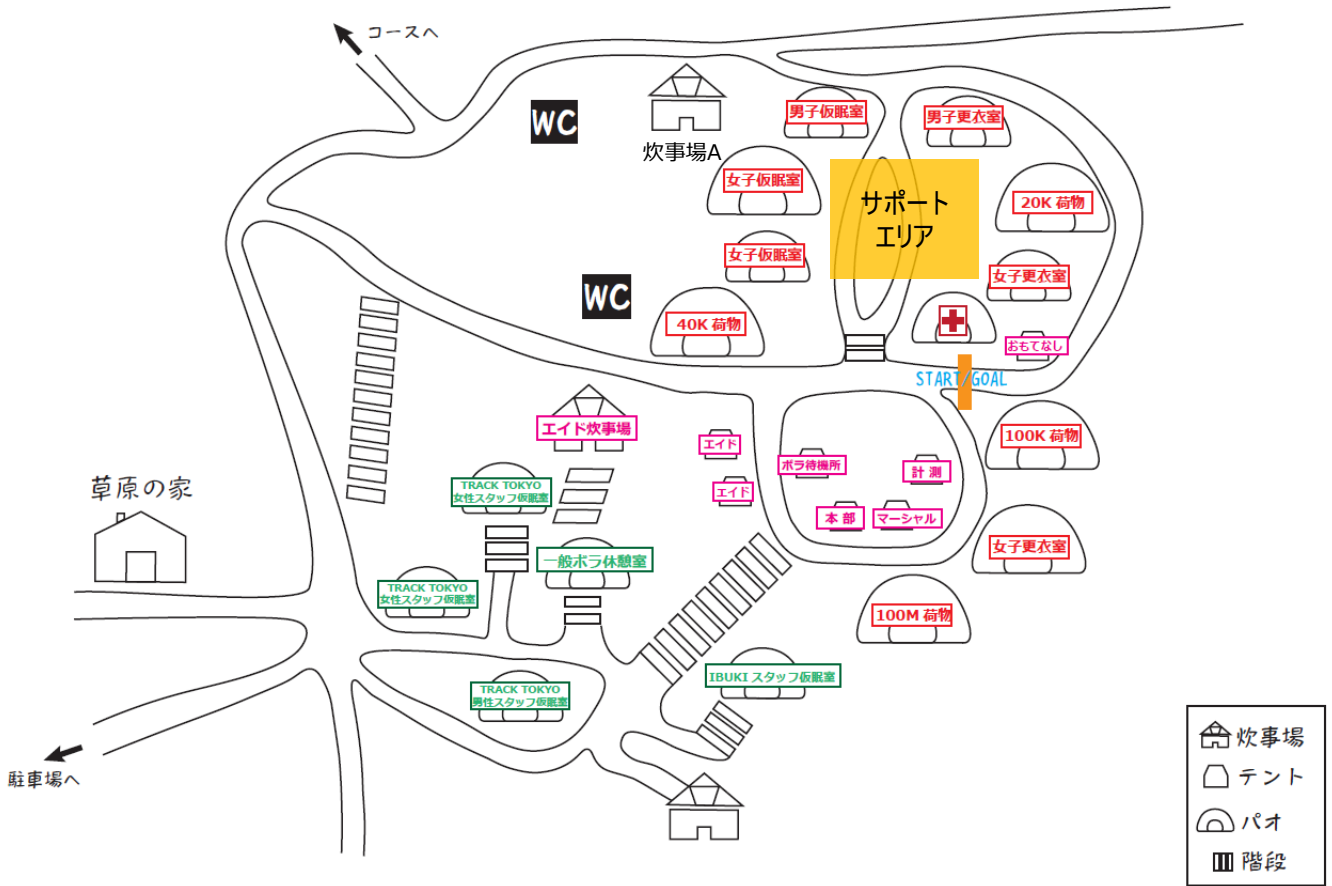 コースへ
WC
炊事場A
男子仮眠室
男子更衣室
女子仮眠室
サポート
エリア
20K 荷物
女子仮眠室
女子更衣室
WC
40K 荷物
おもてなし
START/GOAL
エイド炊事場
エイド
ボラ待機所
計 測
100K 荷物
TRACK TOKYO
女性スタッフ仮眠室
エイド
本 部
マーシャル
草原の家
一般ボラ休憩室
女子更衣室
TRACK TOKYO
女性スタッフ仮眠室
100M 荷物
IBUKI スタッフ仮眠室
TRACK TOKYO
男性スタッフ仮眠室
駐車場へ
炊事場
テント
パオ
階段